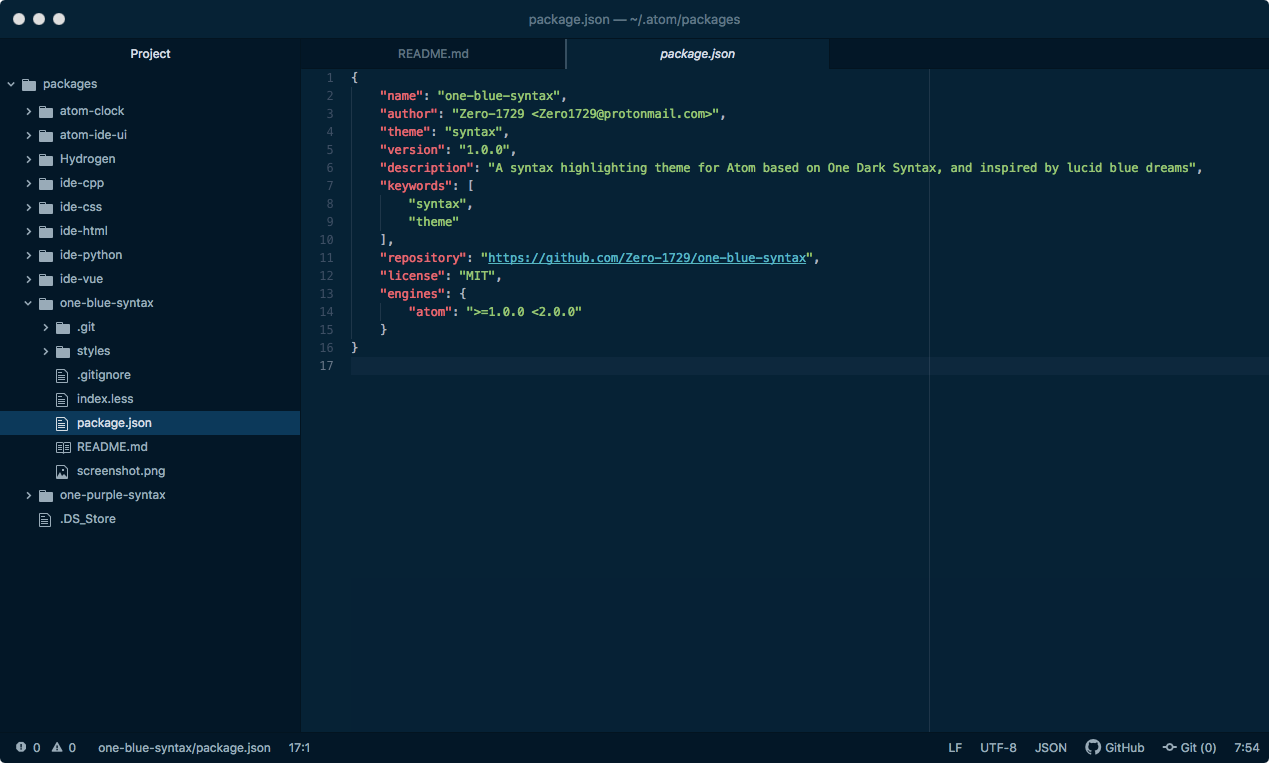 package.json — ~/.atom/packages
Project
packages
atom-clock
atom-ide-ui
Hydrogen
ide-cpp
ide-css
ide-html
ide-python
ide-vue
one-blue-syntax
.git
styles
.gitignore
index.less
package.json
README.md
screenshot.png
one-purple-syntax
.DS_Store
README.md package.json
1 {
2 "name": "one-blue-syntax",
3 "author": "Zero-1729 <Zero1729@protonmail.com>",
4 "theme": "syntax",
5 "version": "1.0.0",
6 "description": "A syntax highlighting theme for Atom based on One Dark Syntax, and inspired by lucid blue dreams",
7 "keywords": [
8 "syntax",
9 "theme"
10 ],
11 "repository": "https://github.com/Zero-1729/one-blue-syntax",
12 "license": "MIT",
13 "engines": {
14 "atom": ">=1.0.0 <2.0.0"
15 }
16 }
17
0 0 one-blue-syntax/package.json 17:1 LF UTF-8 JSON GitHub Git (0) 7:54